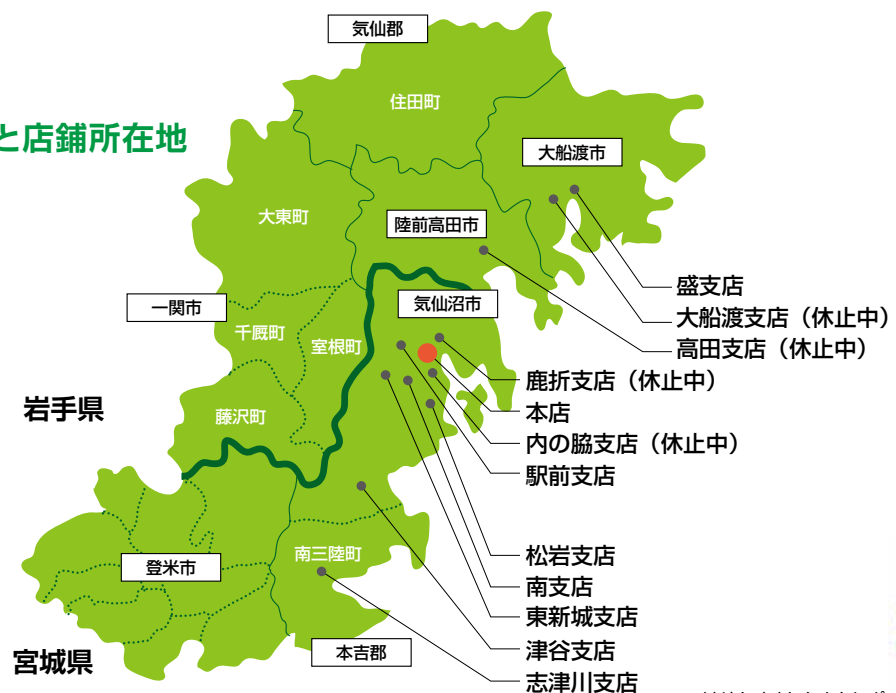 気仙郡
住田町
と店舗所在地
大船渡市
大東町
陸前高田市
一関市
気仙沼市
千厩町
室根町
藤沢町
岩手県
登米市
南三陸町
本吉郡
宮城県
盛支店
大船渡支店（休止中）
高田支店（休止中）
鹿折支店（休止中）
本店
内の脇支店（休止中）
駅前支店
松岩支店
南支店
東新城支店
津谷支店
志津川支店